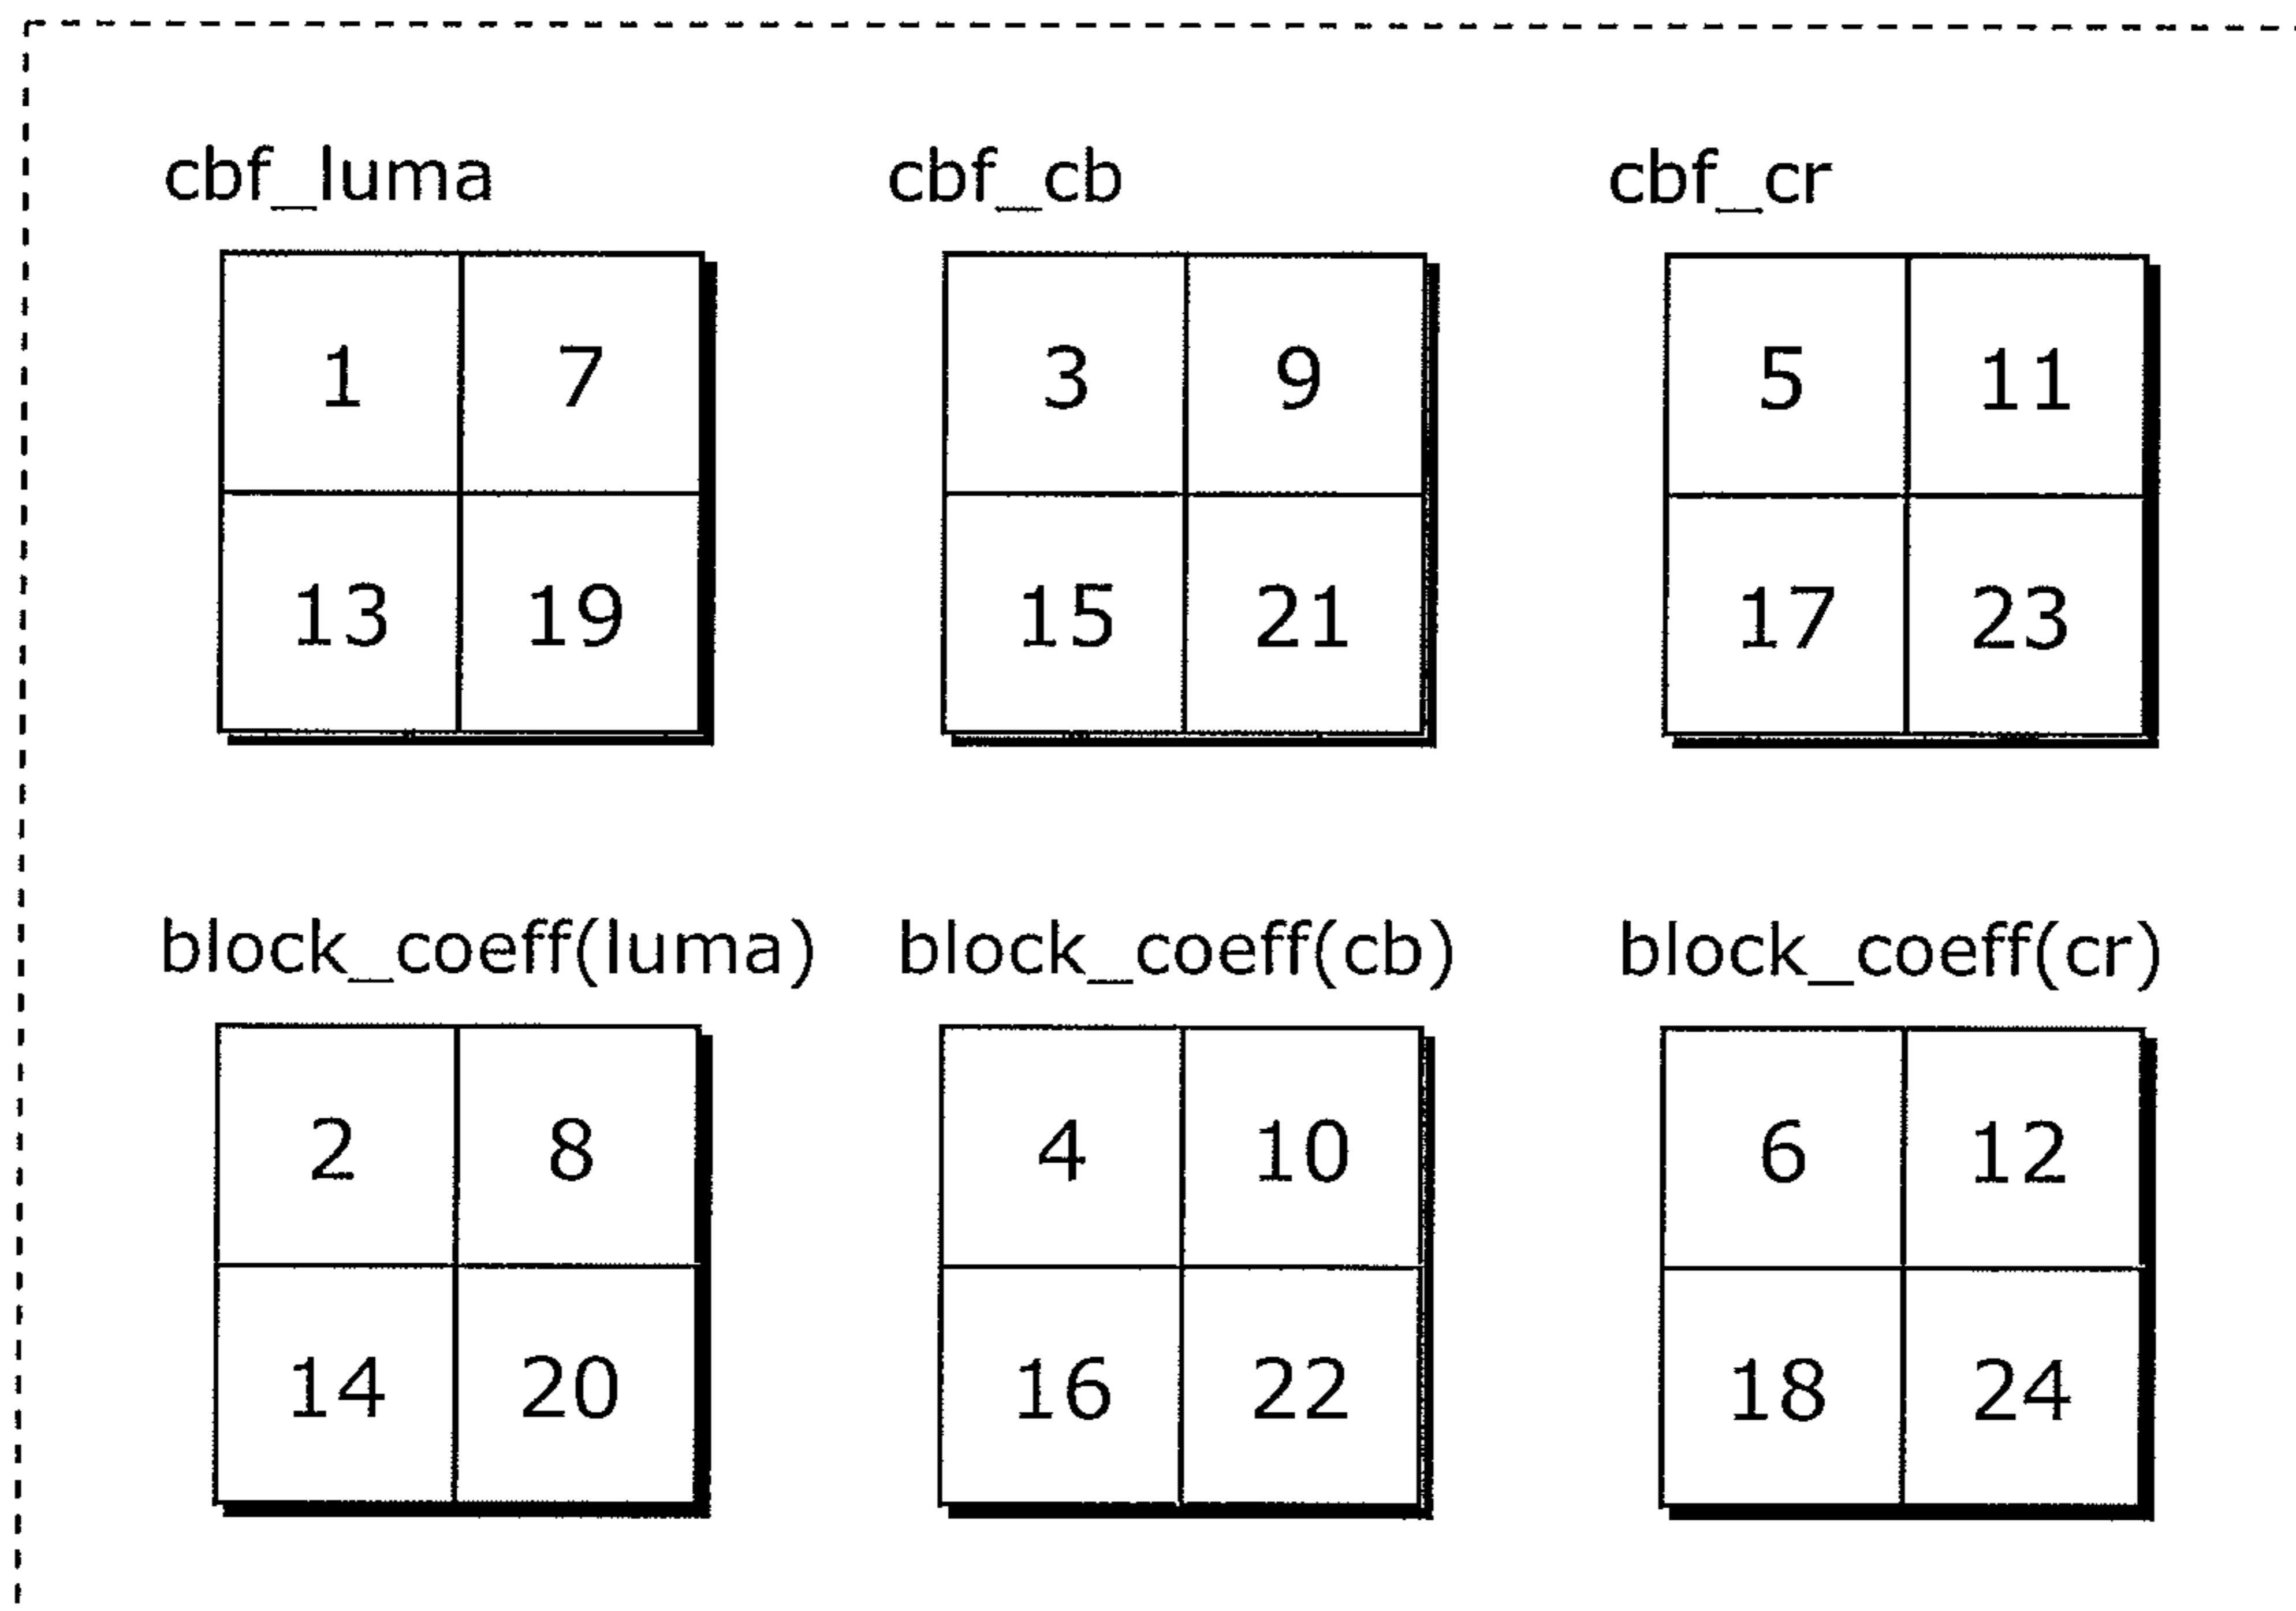 cbf_luma cbf_cb cbf_cr
1 7 3 9 5 11
13 19 15 21 17 23
block_coeff(luma) block_coeff(cb) block_coeff(cr)
2 8 4 10 6 12
14 20 16 22 18 24